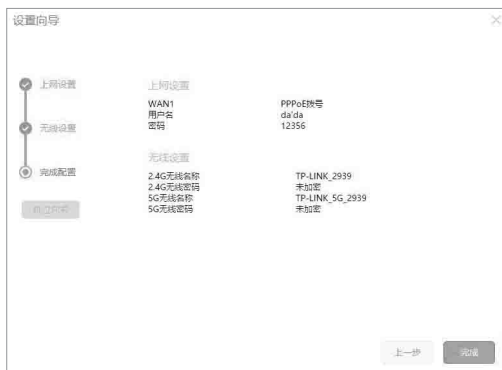 设置向导
上网设置
无线设置
完成配置
退出向导
上网设置
WAN1 PPPoE拨号
用户名 da'da
密码 12356
无线设置
2.4G无线名称 TP-LINK_2939
2.4G无线密码 未加密
5G无线名称 TP-LINK_5G_2939
5G无线密码 未加密
上一步 完成